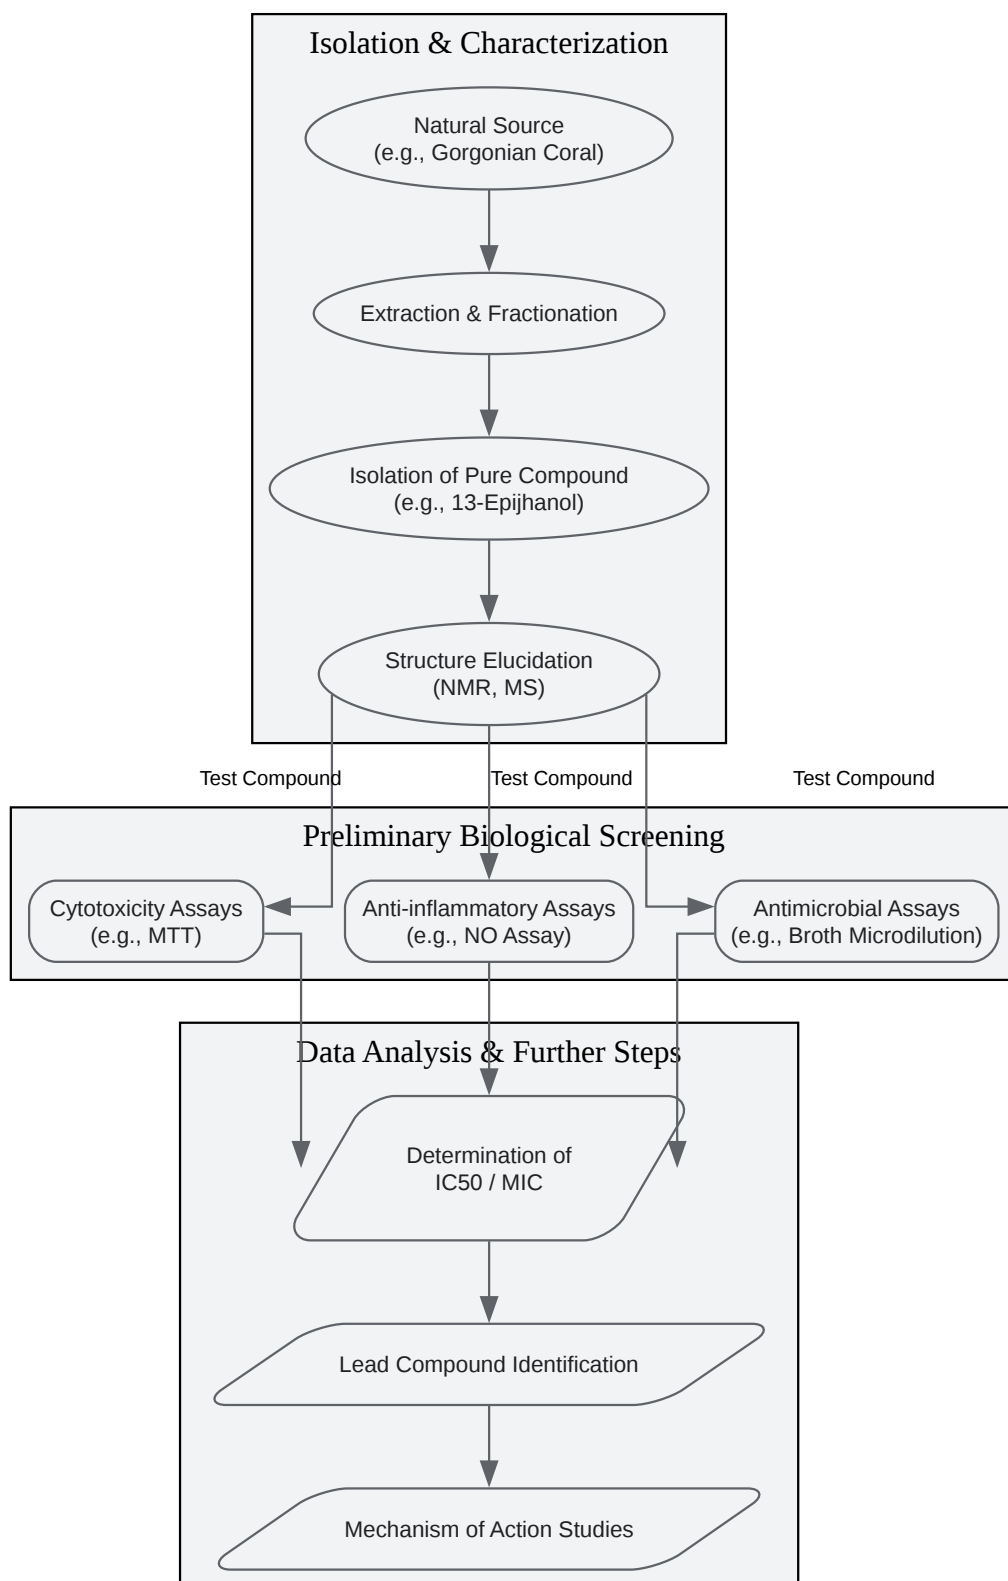 Isolation & Characterization
Natural Source
(e.g., Gorgonian Coral)
Extraction & Fractionation
Isolation of Pure Compound
(e.g., 13-Epijhanol)
Structure Elucidation
(NMR, MS)
Test Compound
Test Compound
Test Compound
Preliminary Biological Screening
Cytotoxicity Assays
(e.g., MTT)
Anti-inflammatory Assays
(e.g., NO Assay)
Antimicrobial Assays
(e.g., Broth Microdilution)
Data Analysis & Further Steps
Determination of
IC50 / MIC
Lead Compound Identification
Mechanism of Action Studies